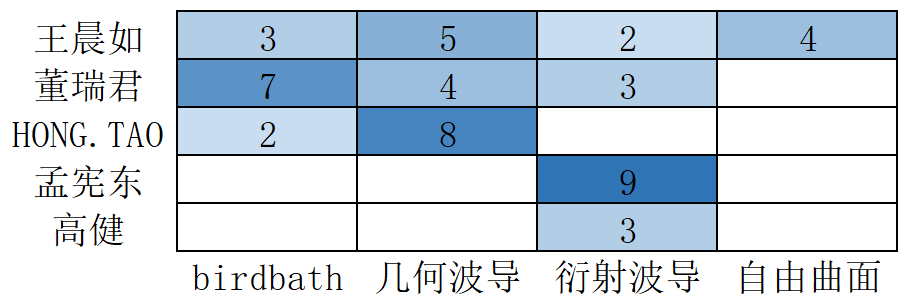 王晨如 3 5 2 4
董瑞君 7 4 3
HONG.TAO 2 8
孟宪东 9
高健 3
birdbath 几何波导 衍射波导 自由曲面